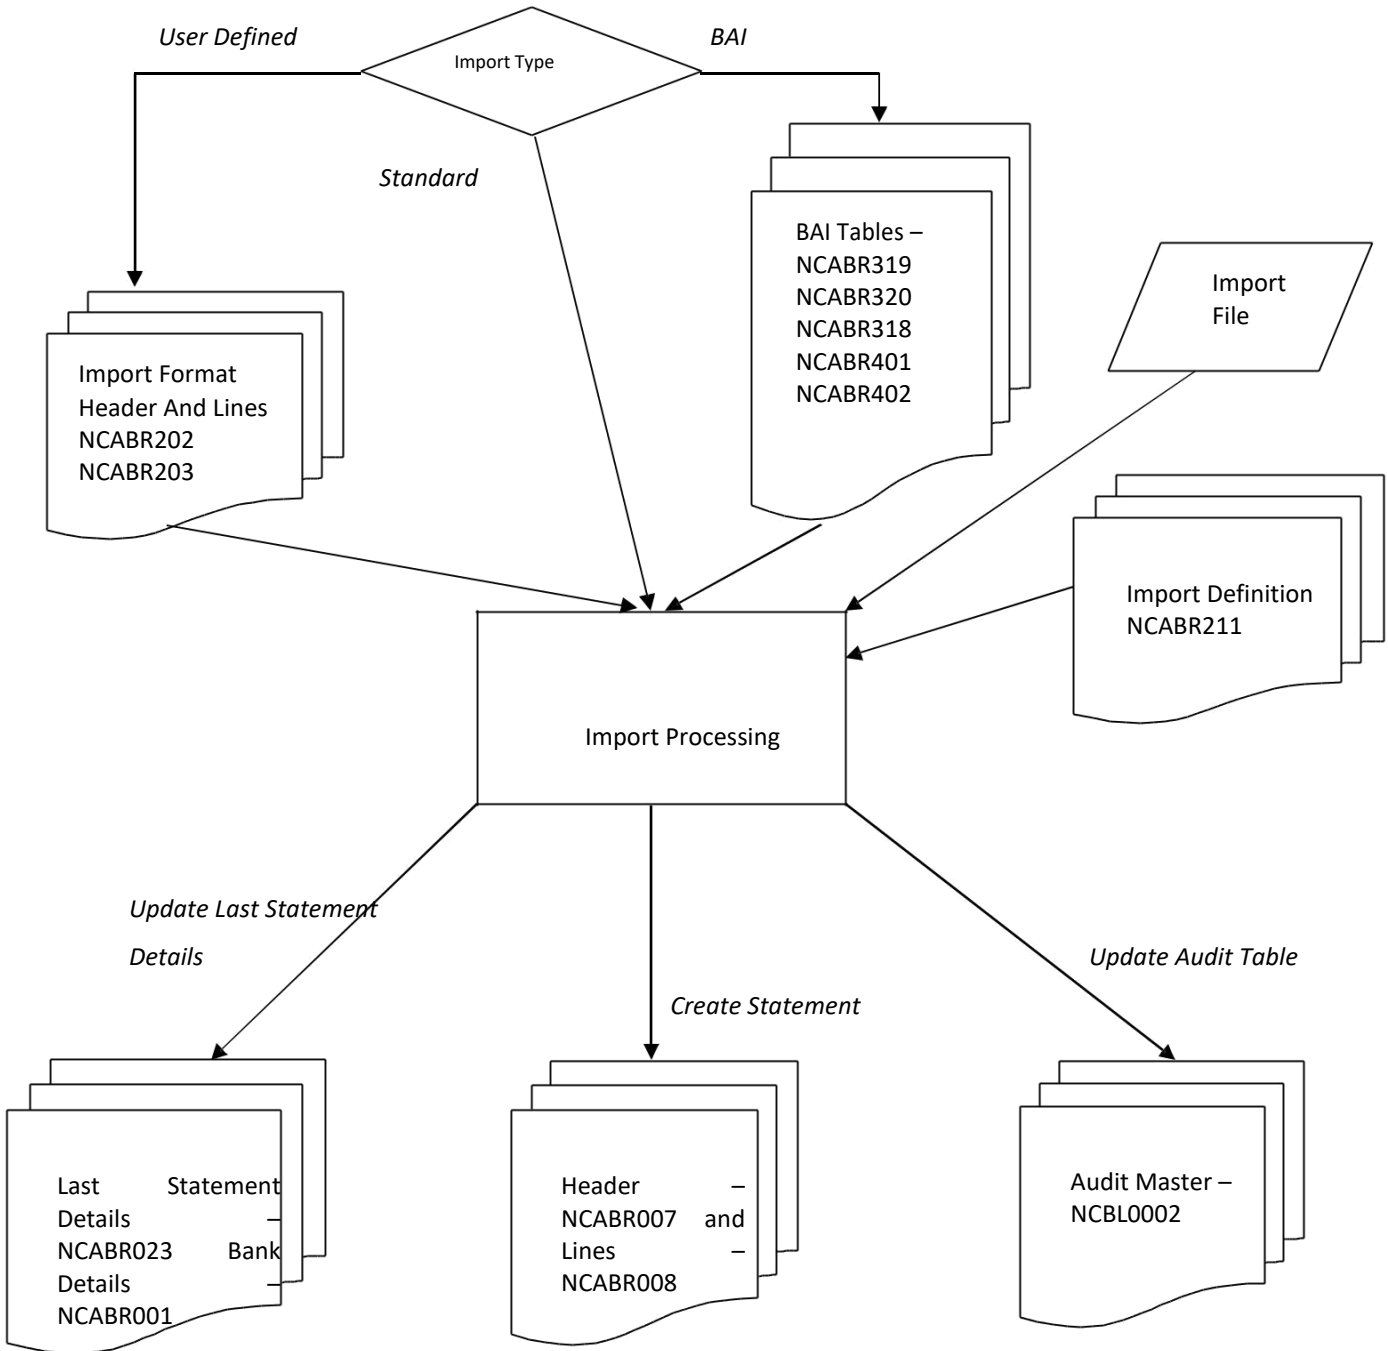 User Defined
BAI
Import Type
Standard
BAI Tables –
NCABR319
NCABR320
NCABR318
NCABR401
NCABR402
Import
File
Import Format
Header And Lines
NCABR202
NCABR203
Import Definition
NCABR211
Import Processing
Update Last Statement
Details
Update Audit Table
Create Statement
Last Statement
Details –
NCABR023 Bank
Details –
NCABR001
Header –
NCABR007 and
Lines –
NCABR008
Audit Master –
NCBL0002